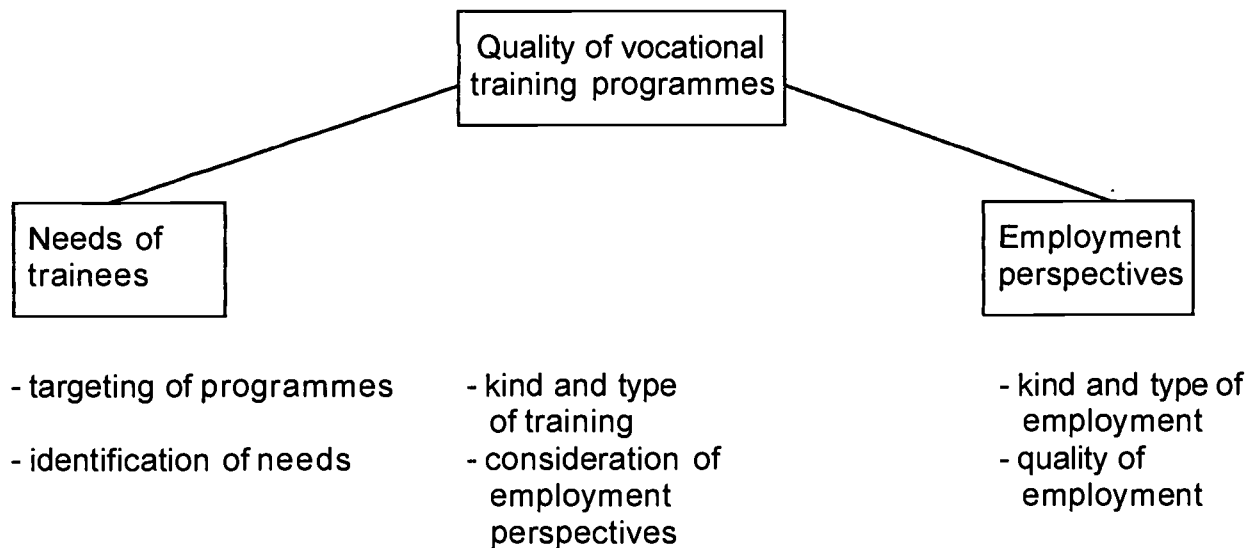 Quality of vocational
training programmes
Needs of
trainees
Employment
perspectives
- targeting of programmes
- identification of needs
- kind and type
of training
- consideration of
employment
perspectives
- kind and type of
employment
- quality of
employment